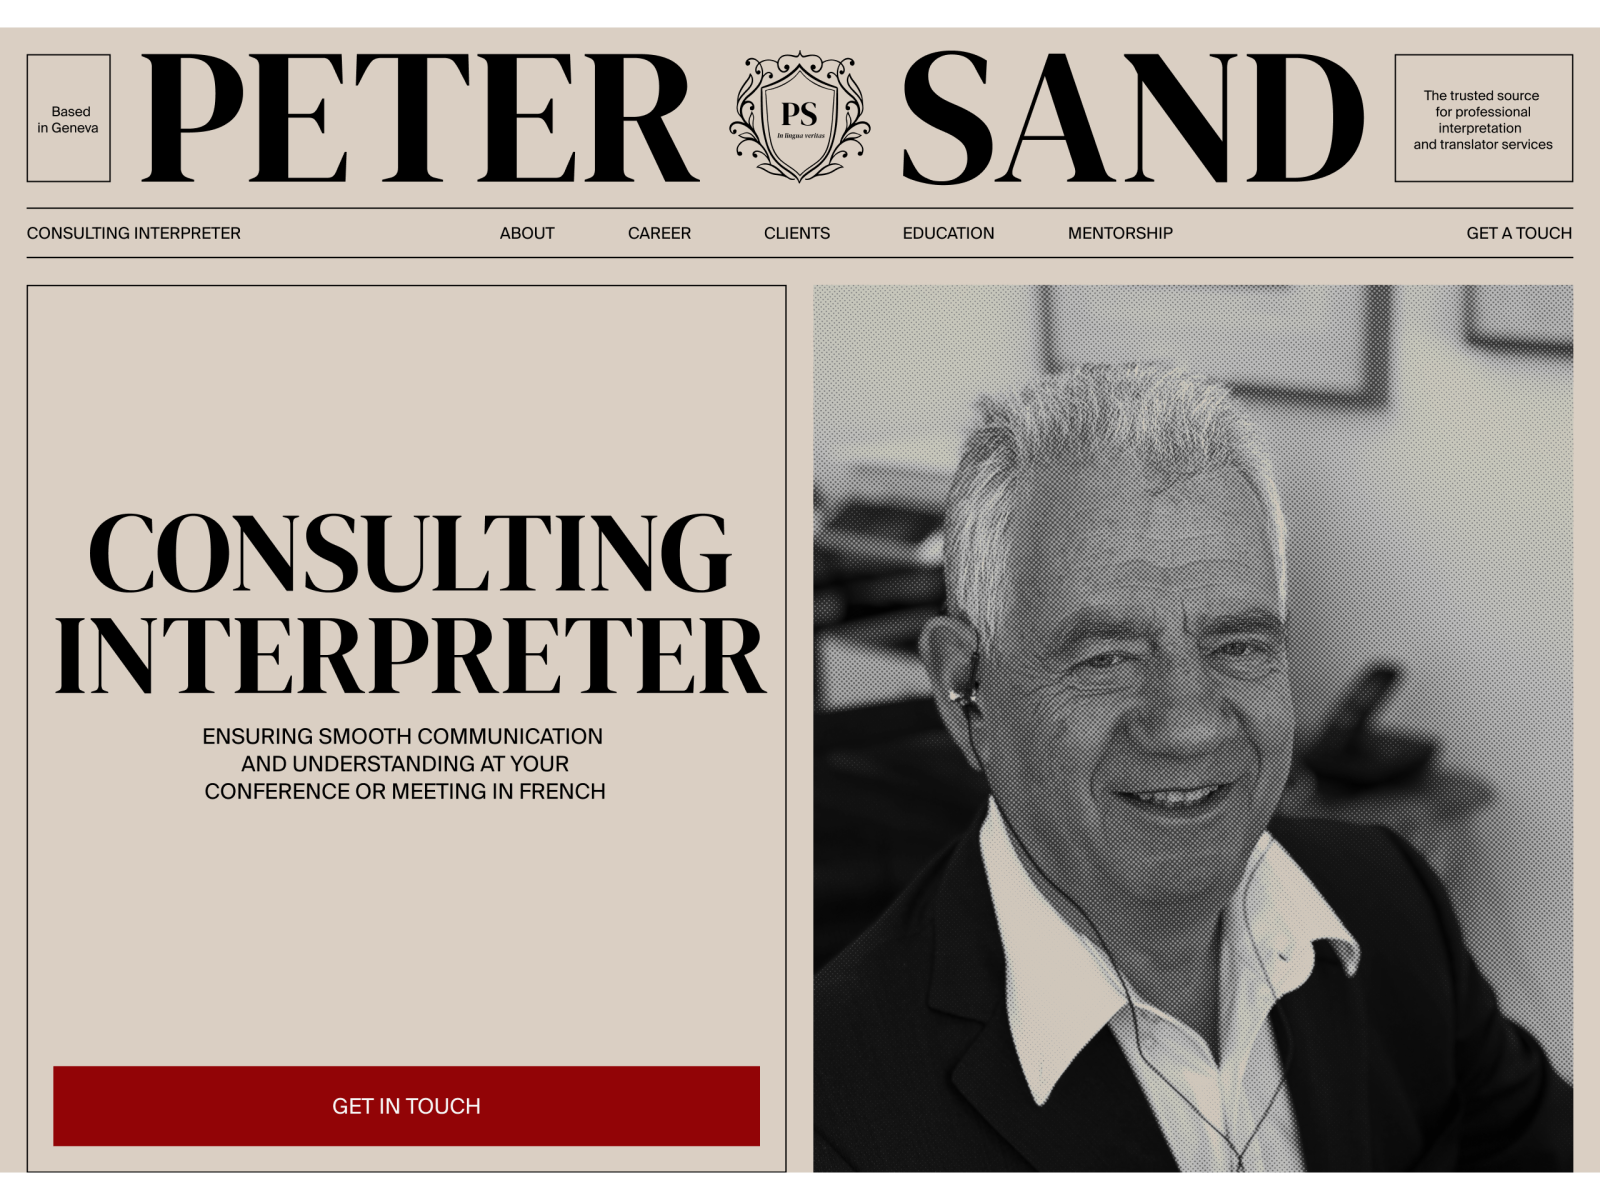 Based
in Geneva
PETER
PS
In lingua veritas
SAND
The trusted source
for professional
interpretation
and translator services
CONSULTING INTERPRETER
ABOUT
CAREER
CLIENTS
EDUCATION
MENTORSHIP
GET A TOUCH
CONSULTING
INTERPRETER
ENSURING SMOOTH COMMUNICATION
AND UNDERSTANDING AT YOUR
CONFERENCE OR MEETING IN FRENCH
GET IN TOUCH